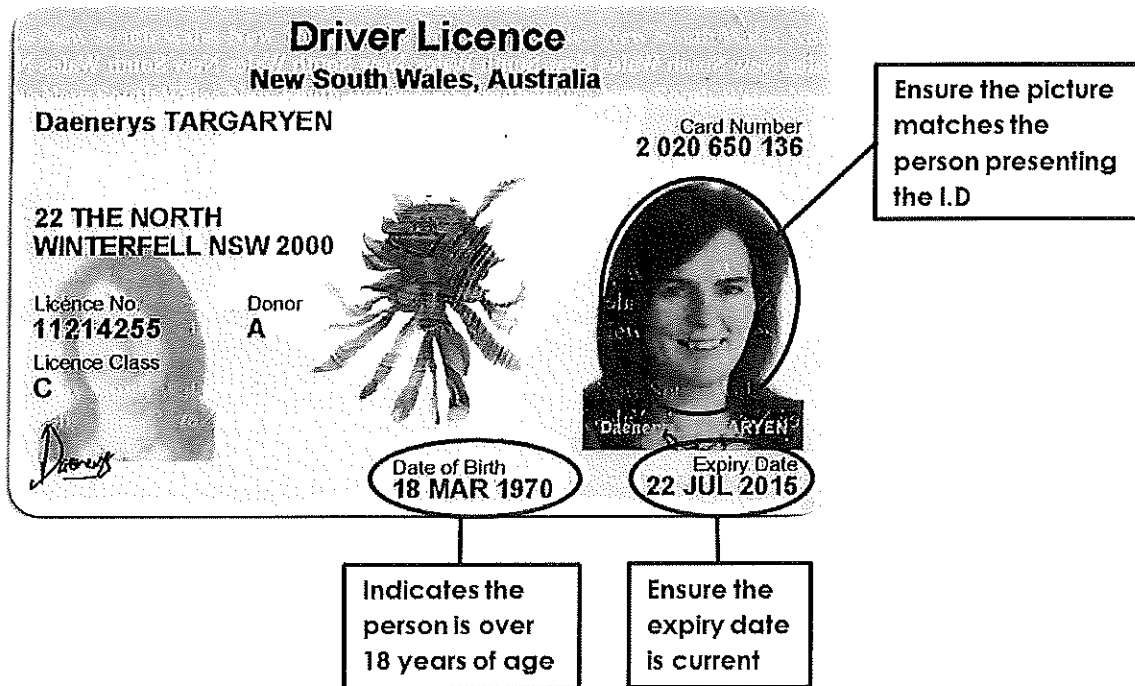 Driver Licence
New South Wales, Australia
Daenerys TARGARYEN
Card Number
2 020 650 136
22 THE NORTH
WINTERFELL NSW 2000
Licence No
11214255
Donor
A
Licence Class
C
Daenerys
ARYEN
Daenerys
Date of Birth
18 MAR 1970
Expiry Date
22 JUL 2015
Ensure the picture
matches the
person presenting
the I.D
Indicates the
person is over
18 years of age
Ensure the
expiry date
is current